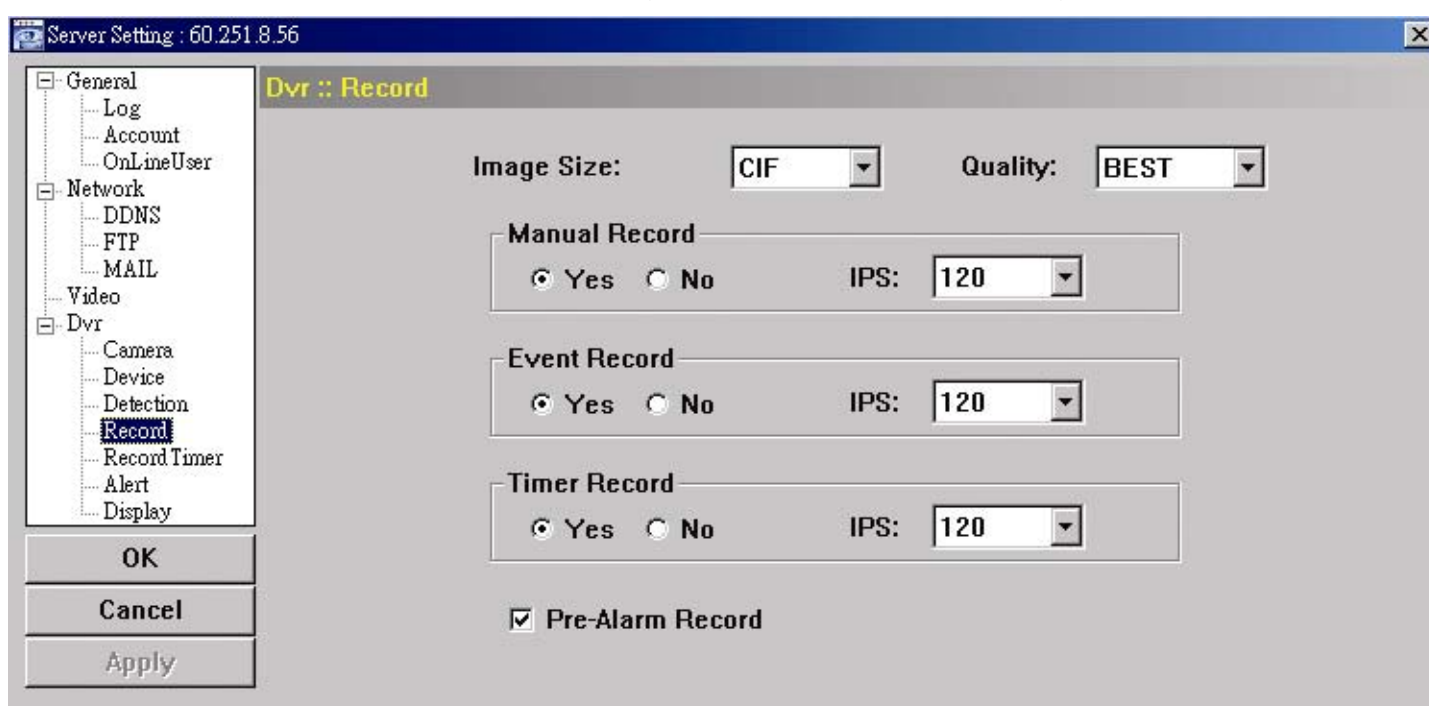 Server Setting : 60.251.8.56
General
Log
Account
OnLineUser
Network
DDNS
FTP
MAIL
Video
Dvr
Camera
Device
Detection
Record
Record Timer
Alert
Display
OK
Cancel
Apply
Dvr :: Record
Image Size: CIF Quality: BEST
Manual Record
Yes No IPS: 120
Event Record
Yes No IPS: 120
Timer Record
Yes No IPS: 120
Pre-Alarm Record